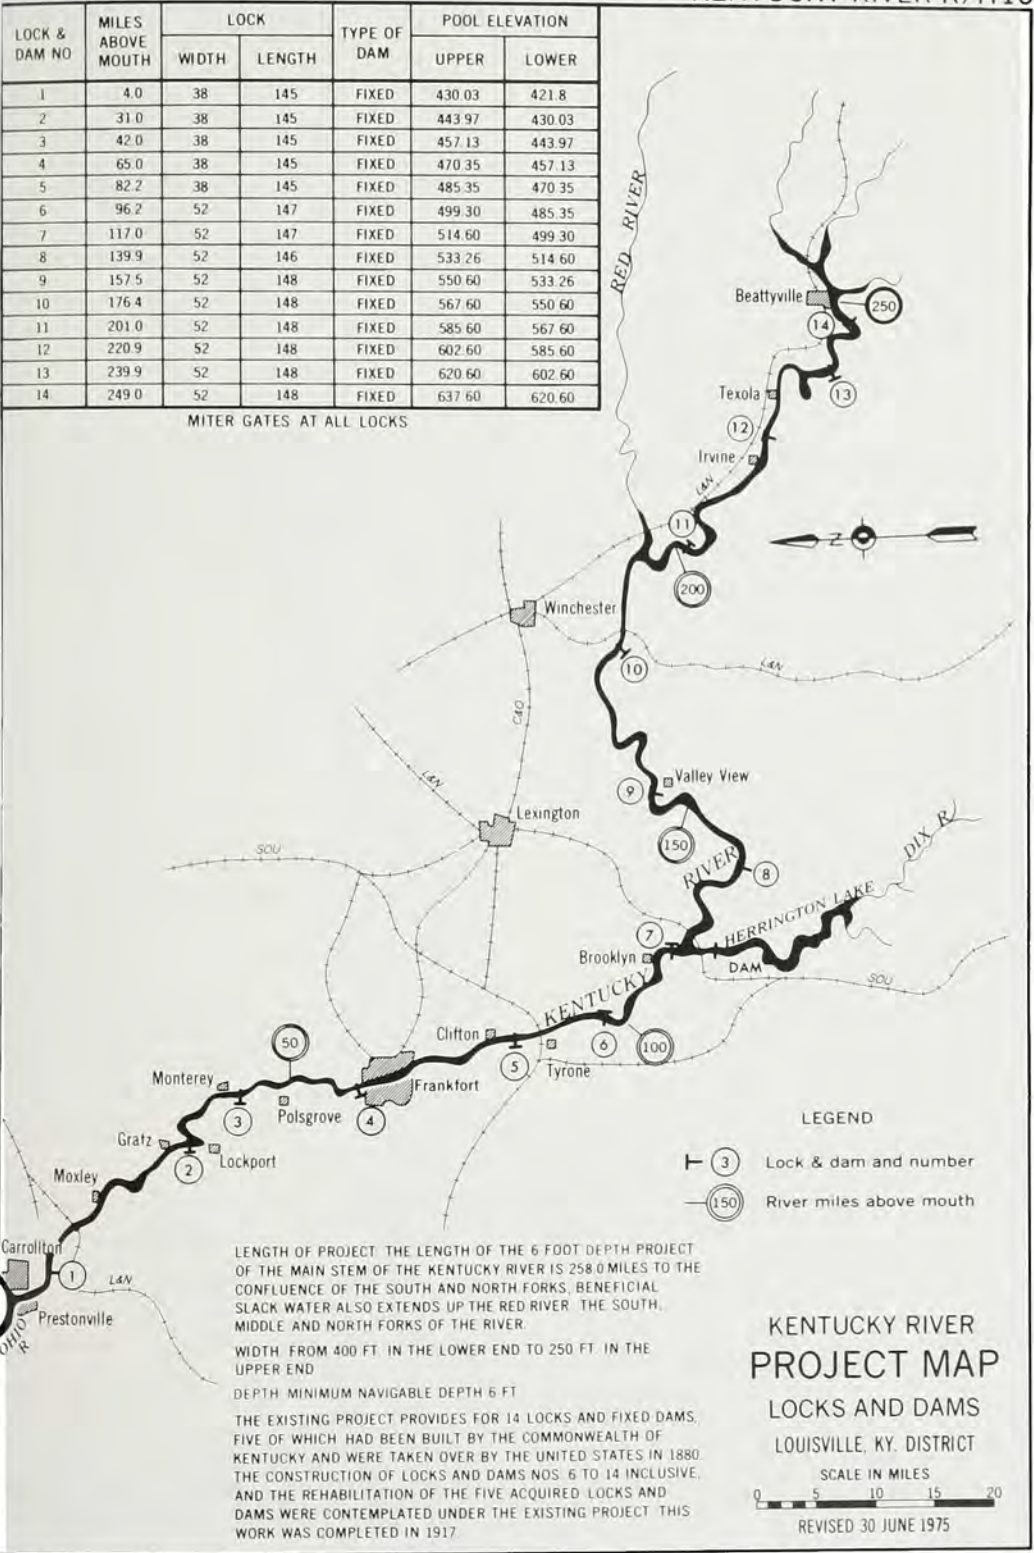 LOCK & DAM NO | MILES ABOVE MOUTH | LOCK | TYPE OF DAM | POOL ELEVATION
WIDTH | LENGTH | UPPER | LOWER
1 | 4.0 | 38 | 145 | FIXED | 430.03 | 421.8
2 | 31.0 | 38 | 145 | FIXED | 443.97 | 430.03
3 | 42.0 | 38 | 145 | FIXED | 457.13 | 443.97
4 | 65.0 | 38 | 145 | FIXED | 470.35 | 457.13
5 | 82.2 | 38 | 145 | FIXED | 485.35 | 470.35
6 | 96.2 | 52 | 147 | FIXED | 499.30 | 485.35
7 | 117.0 | 52 | 147 | FIXED | 514.60 | 499.30
8 | 139.9 | 52 | 146 | FIXED | 533.26 | 514.60
9 | 157.5 | 52 | 148 | FIXED | 550.60 | 533.26
10 | 176.4 | 52 | 148 | FIXED | 567.60 | 550.60
11 | 201.0 | 52 | 148 | FIXED | 585.60 | 567.60
12 | 220.9 | 52 | 148 | FIXED | 602.60 | 585.60
13 | 239.9 | 52 | 148 | FIXED | 620.60 | 602.60
14 | 249.0 | 52 | 148 | FIXED | 637.60 | 620.60
MITER GATES AT ALL LOCKS
RED RIVER
Beattyville
250
14
13
Texola
12
Irvine
L&N
11
N
200
Winchester
10
L&N
C&O
L&N
Valley View
9
Lexington
150
SOU
RIVER
8
DIX R.
HERRINGTON LAKE
7
Brooklyn
DAM
SOU
KENTUCKY
Clifton
6
100
5
Tyrone
50
Frankfort
Monterey
3
Polsgrove
4
Gratz
2
Lockport
Moxley
Carrollton
1
L&N
Prestonville
OHIO R
LEGEND
3 Lock & dam and number
150 River miles above mouth
LENGTH OF PROJECT THE LENGTH OF THE 6 FOOT DEPTH PROJECT
OF THE MAIN STEM OF THE KENTUCKY RIVER IS 258.0 MILES TO THE
CONFLUENCE OF THE SOUTH AND NORTH FORKS, BENEFICIAL
SLACK WATER ALSO EXTENDS UP THE RED RIVER THE SOUTH,
MIDDLE AND NORTH FORKS OF THE RIVER.
WIDTH FROM 400 FT. IN THE LOWER END TO 250 FT. IN THE
UPPER END
DEPTH MINIMUM NAVIGABLE DEPTH 6 FT
THE EXISTING PROJECT PROVIDES FOR 14 LOCKS AND FIXED DAMS,
FIVE OF WHICH HAD BEEN BUILT BY THE COMMONWEALTH OF
KENTUCKY AND WERE TAKEN OVER BY THE UNITED STATES IN 1880.
THE CONSTRUCTION OF LOCKS AND DAMS NOS. 6 TO 14 INCLUSIVE,
AND THE REHABILITATION OF THE FIVE ACQUIRED LOCKS AND
DAMS WERE CONTEMPLATED UNDER THE EXISTING PROJECT THIS
WORK WAS COMPLETED IN 1917.
KENTUCKY RIVER
PROJECT MAP
LOCKS AND DAMS
LOUISVILLE, KY. DISTRICT
SCALE IN MILES
0 5 10 15 20
REVISED 30 JUNE 1975